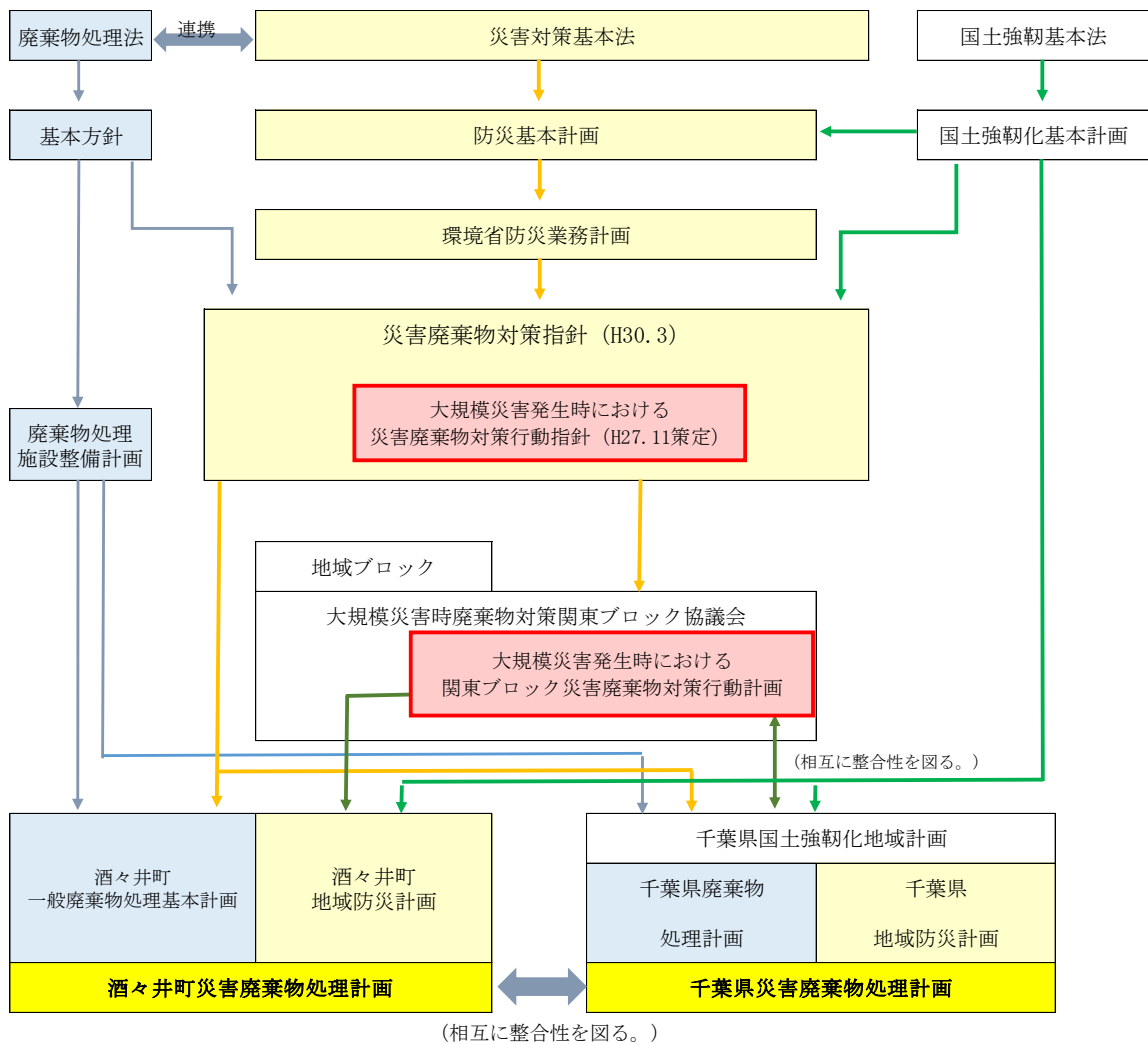 廃棄物処理法
連携
災害対策基本法
国土強靭基本法
基本方針
防災基本計画
国土強靭化基本計画
環境省防災業務計画
災害廃棄物対策指針（H30.3）
大規模災害発生時における
災害廃棄物対策行動指針（H27.11策定）
廃棄物処理
施設整備計画
地域ブロック
大規模災害時廃棄物対策関東ブロック協議会
大規模災害発生時における
関東ブロック災害廃棄物対策行動計画
（相互に整合性を図る。）
酒々井町
一般廃棄物処理基本計画
酒々井町
地域防災計画
千葉県国土強靭化地域計画
千葉県廃棄物
処理計画
千葉県
地域防災計画
酒々井町災害廃棄物処理計画
千葉県災害廃棄物処理計画
（相互に整合性を図る。）